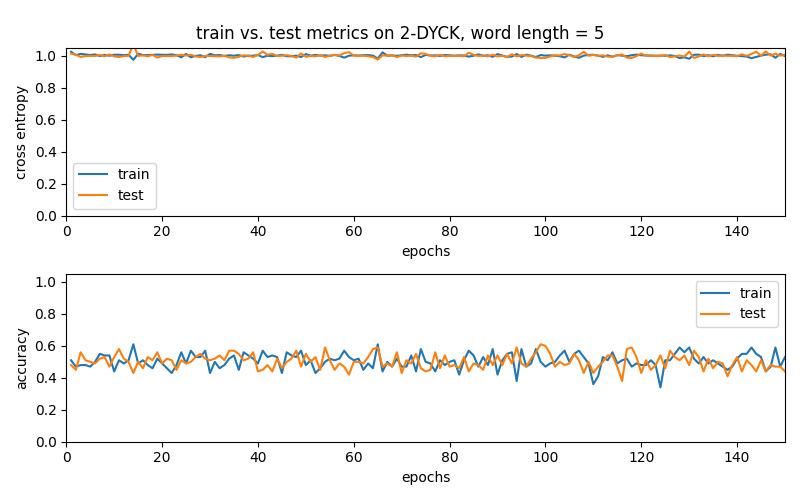 train vs. test metrics on 2-DYCK, word length = 5
cross entropy
1.0
0.8
0.6
0.4
0.2
0.0
train
test
0 20 40 60 80 100 120 140
epochs
accuracy
1.0
0.8
0.6
0.4
0.2
0.0
train
test
0 20 40 60 80 100 120 140
epochs